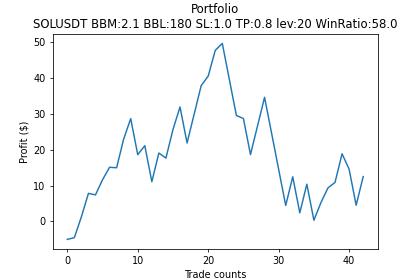 Portfolio
SOLUSDT BBM:2.1 BBL:180 SL:1.0 TP:0.8 lev:20 WinRatio:58.0
Profit ($)
50
40
30
20
10
0
0 10 20 30 40
Trade counts